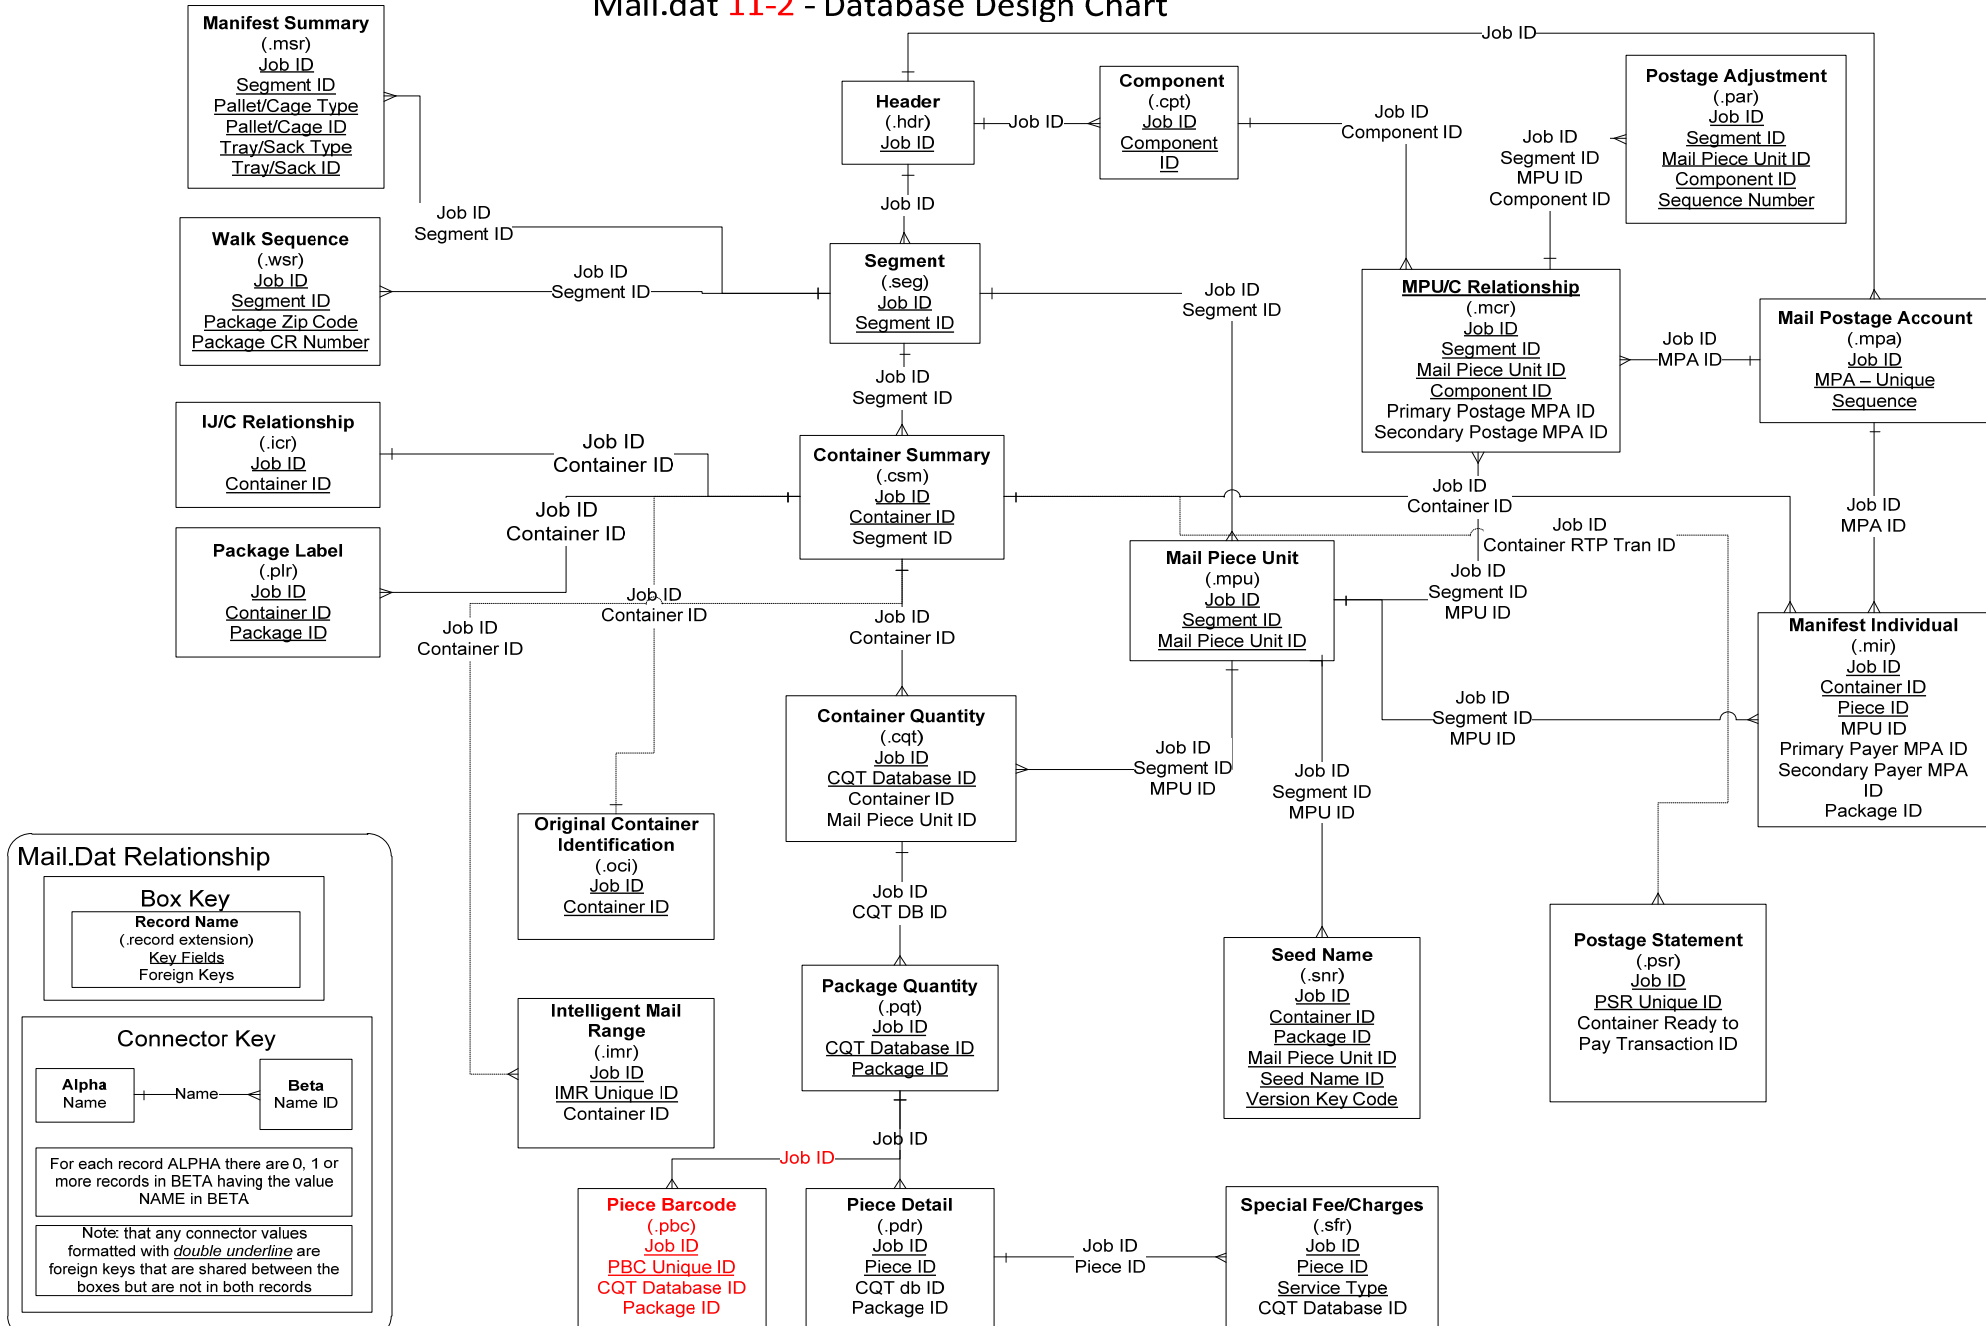 Mail.dat 11-2 - Database Design Chart
Manifest Summary
(.msr)
Job ID
Segment ID
Pallet/Cage Type
Pallet/Cage ID
Tray/Sack Type
Tray/Sack ID
Job ID
Header
(.hdr)
Job ID
Job ID
Component
(.cpt)
Job ID
Component
ID
Job ID
Component ID
Postage Adjustment
(.par)
Job ID
Segment ID
Mail Piece Unit ID
Component ID
Sequence Number
Job ID
Segment ID
MPU ID
Component ID
Job ID
Job ID
Segment ID
Walk Sequence
(.wsr)
Job ID
Segment ID
Package Zip Code
Package CR Number
Job ID
Segment ID
Segment
(.seg)
Job ID
Segment ID
Job ID
Segment ID
MPU/C Relationship
(.mcr)
Job ID
Segment ID
Mail Piece Unit ID
Component ID
Primary Postage MPA ID
Secondary Postage MPA ID
Job ID
MPA ID
Mail Postage Account
(.mpa)
Job ID
MPA – Unique
Sequence
Job ID
Segment ID
IJ/C Relationship
(.icr)
Job ID
Container ID
Job ID
Container ID
Container Summary
(.csm)
Job ID
Container ID
Segment ID
Job ID
Container ID
Job ID
MPA ID
Job ID
Container ID
Job ID
Container RTP Tran ID
Package Label
(.plr)
Job ID
Container ID
Package ID
Mail Piece Unit
(.mpu)
Job ID
Segment ID
Mail Piece Unit ID
Job ID
Segment ID
MPU ID
Job ID
Container ID
Job ID
Container ID
Job ID
Container ID
Manifest Individual
(.mir)
Job ID
Container ID
Piece ID
MPU ID
Primary Payer MPA ID
Secondary Payer MPA
ID
Package ID
Container Quantity
(.cqt)
Job ID
CQT Database ID
Container ID
Mail Piece Unit ID
Job ID
Segment ID
MPU ID
Job ID
Segment ID
MPU ID
Job ID
Segment ID
MPU ID
Original Container
Identification
(.oci)
Job ID
Container ID
Job ID
CQT DB ID
Mail.Dat Relationship
Box Key
Record Name
(.record extension)
Key Fields
Foreign Keys
Connector Key
Alpha
Name
Name
Beta
Name ID
For each record ALPHA there are 0, 1 or
more records in BETA having the value
NAME in BETA
Note: that any connector values
formatted with double underline are
foreign keys that are shared between the
boxes but are not in both records
Intelligent Mail
Range
(.imr)
Job ID
IMR Unique ID
Container ID
Package Quantity
(.pqt)
Job ID
CQT Database ID
Package ID
Seed Name
(.snr)
Job ID
Container ID
Package ID
Mail Piece Unit ID
Seed Name ID
Version Key Code
Postage Statement
(.psr)
Job ID
PSR Unique ID
Container Ready to
Pay Transaction ID
Job ID
Job ID
Piece Barcode
(.pbc)
Job ID
PBC Unique ID
CQT Database ID
Package ID
Piece Detail
(.pdr)
Job ID
Piece ID
CQT db ID
Package ID
Job ID
Piece ID
Special Fee/Charges
(.sfr)
Job ID
Piece ID
Service Type
CQT Database ID